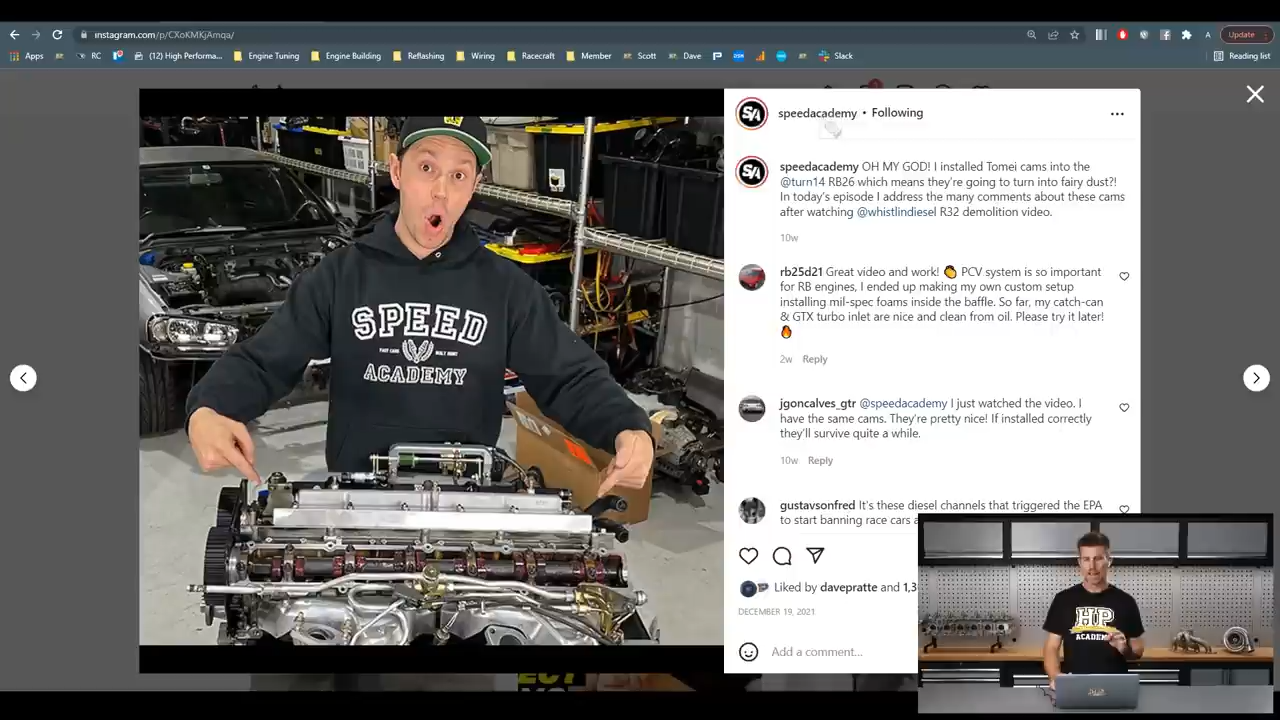 instagram.com/p/CXoKMKjAmqa/
Update
Apps
RC
(12) High Performa...
Engine Tuning
Engine Building
Reflashing
Wiring
Racecraft
Member
Scott
Dave
Slack
Reading list
SPEED
FAST CARS
BUILT RIGHT
ACADEMY
SA
speedacademy • Following
SA
speedacademy OH MY GOD! I installed Tomei cams into the
@turn14 RB26 which means they're going to turn into fairy dust?!
In today's episode I address the many comments about these cams
after watching @whistlindiesel R32 demolition video.
10w
rb25d21 Great video and work! 👏 PCV system is so important
for RB engines, I ended up making my own custom setup
installing mil-spec foams inside the baffle. So far, my catch-can
& GTX turbo inlet are nice and clean from oil. Please try it later!
🔥
2w Reply
jgoncalves_gtr @speedacademy I just watched the video. I
have the same cams. They're pretty nice! If installed correctly
they'll survive quite a while.
10w Reply
gustavsonfred It's these diesel channels that triggered the EPA
to start banning race cars a
Liked by davepratte and 1,3
DECEMBER 19, 2021
Add a comment...
HP
ACADEMY